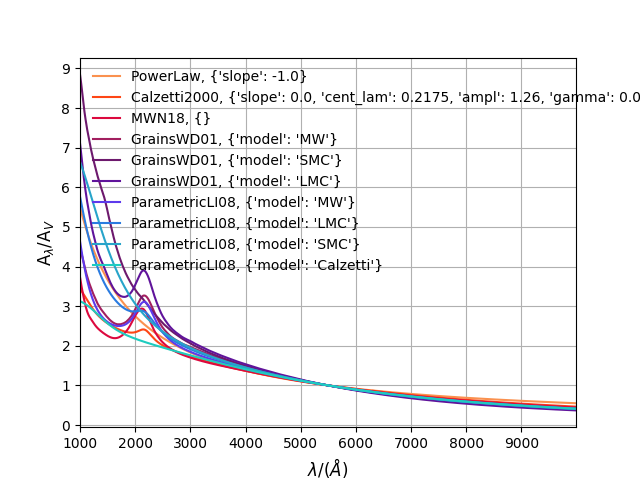 9
8
7
6
5
4
3
2
1
0
A_λ/A_V
PowerLaw, {'slope': -1.0}
Calzetti2000, {'slope': 0.0, 'cent_lam': 0.2175, 'ampl': 1.26, 'gamma': 0.0
MWN18, {}
GrainsWD01, {'model': 'MW'}
GrainsWD01, {'model': 'SMC'}
GrainsWD01, {'model': 'LMC'}
ParametricLI08, {'model': 'MW'}
ParametricLI08, {'model': 'LMC'}
ParametricLI08, {'model': 'SMC'}
ParametricLI08, {'model': 'Calzetti'}
1000 2000 3000 4000 5000 6000 7000 8000 9000
λ/(Å)